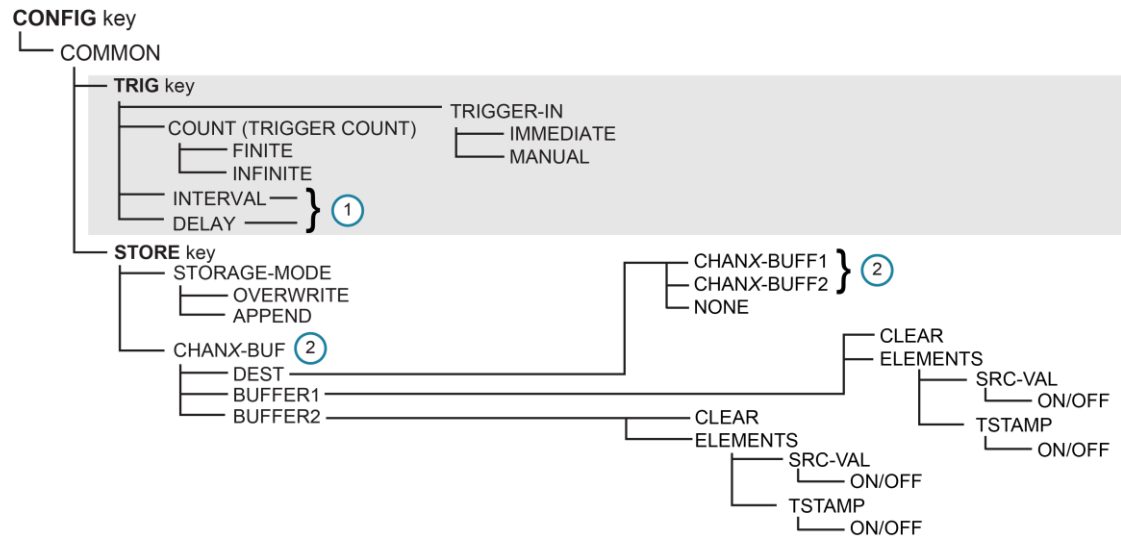 CONFIG key
COMMON
TRIG key
TRIGGER-IN
IMMEDIATE
MANUAL
COUNT (TRIGGER COUNT)
FINITE
INFINITE
INTERVAL
DELAY
} 1
STORE key
STORAGE-MODE
OVERWRITE
APPEND
CHANX-BUF 2
DEST
BUFFER1
BUFFER2
CHANX-BUFF1
CHANX-BUFF2
} 2
NONE
CLEAR
ELEMENTS
SRC-VAL
ON/OFF
TSTAMP
ON/OFF
CLEAR
ELEMENTS
SRC-VAL
ON/OFF
TSTAMP
ON/OFF